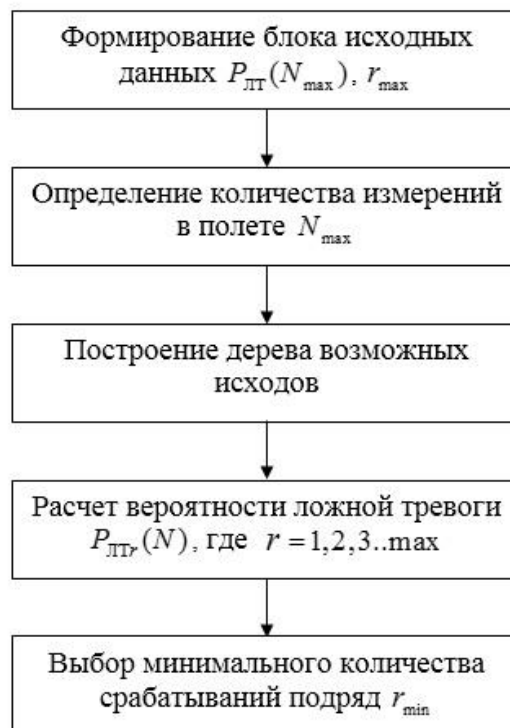 Формирование блока исходных
данных P_ЛТ(N_max), r_max
Определение количества измерений
в полете N_max
Построение дерева возможных
исходов
Расчет вероятности ложной тревоги
P_ЛТr(N), где r = 1,2,3..max
Выбор минимального количества
срабатываний подряд r_min